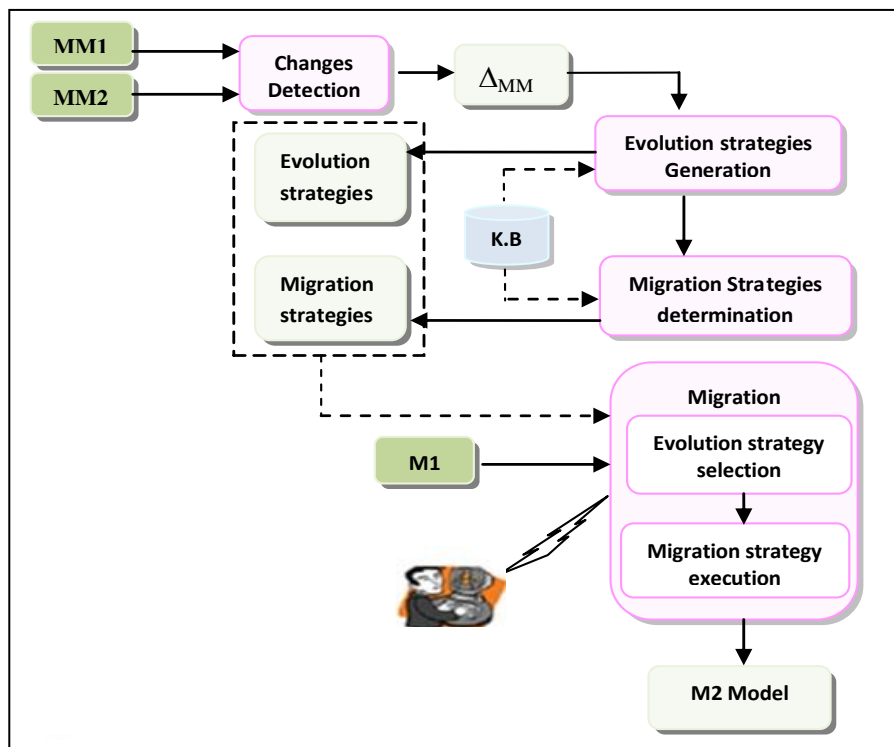 MM1
MM2
Changes
Detection
ΔMM
Evolution strategies
Generation
Evolution
strategies
K.B
Migration
strategies
Migration Strategies
determination
Migration
Evolution strategy
selection
M1
Migration strategy
execution
M2 Model